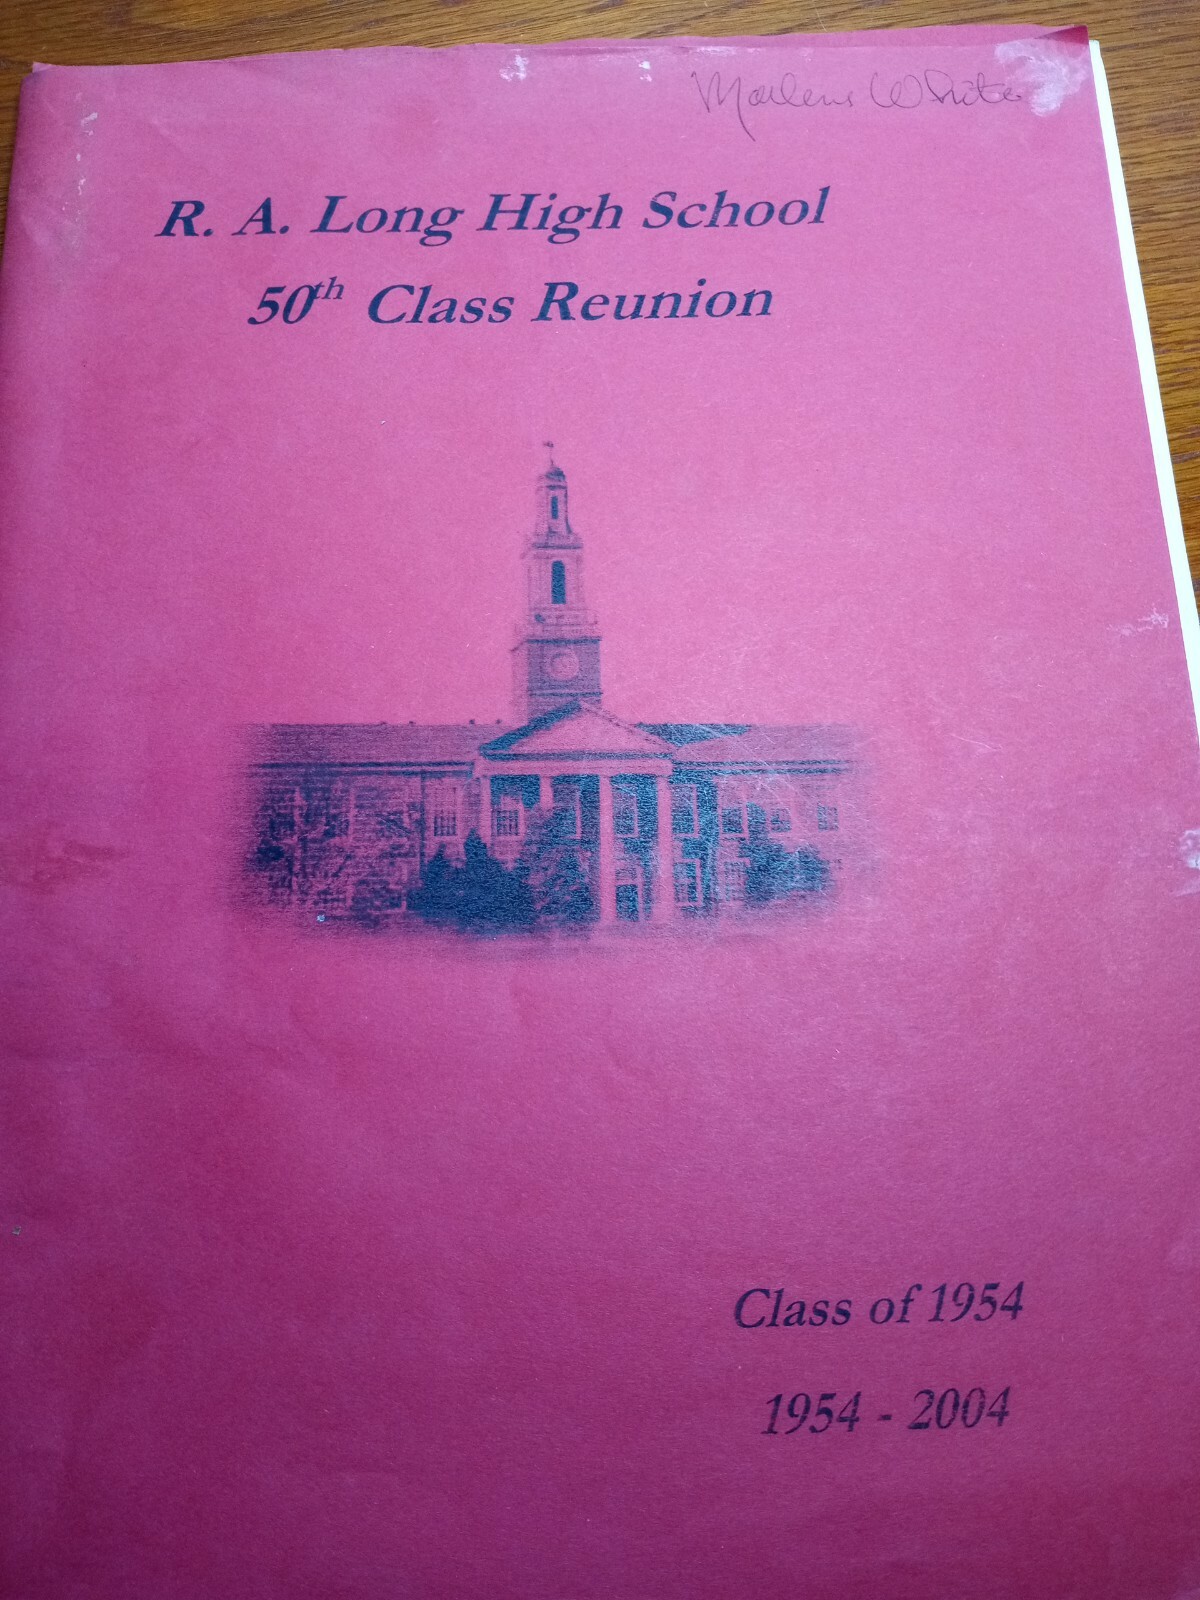 Marlene White
R. A. Long High School
50th Class Reunion
Class of 1954
1954 - 2004